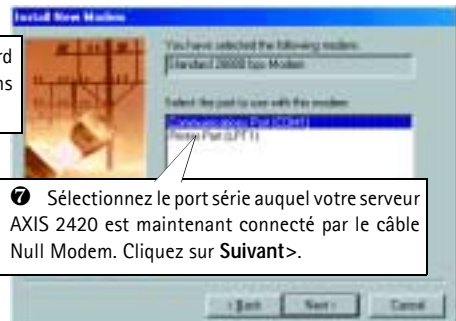 Install New Modem
rd
ns
You have selected the following modem:
Standard 28800 bps Modem
Select the port to use with this modem:
Communications Port (COM1)
Printer Port (LPT1)
❼ Sélectionnez le port série auquel votre serveur
AXIS 2420 est maintenant connecté par le câble
Null Modem. Cliquez sur Suivant>.
< Back Next > Cancel